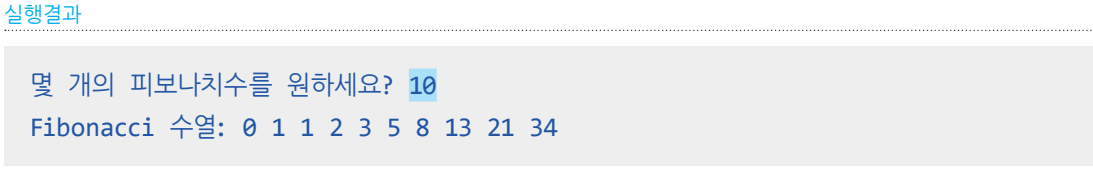 실행결과
몇 개의 피보나치수를 원하세요? 10
Fibonacci 수열: 0 1 1 2 3 5 8 13 21 34